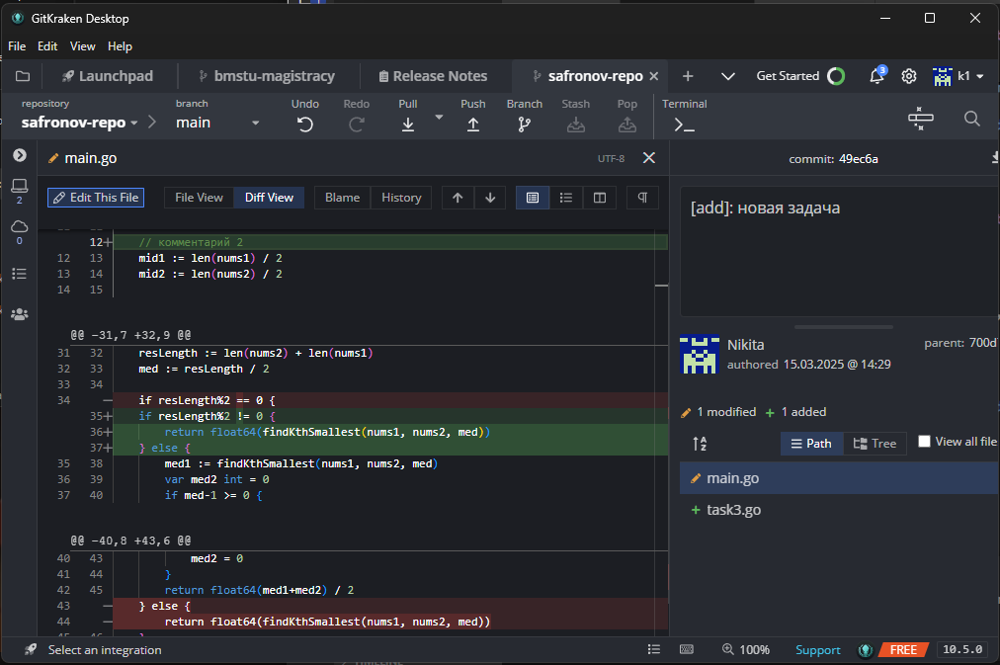 GitKraken Desktop
File Edit View Help
Launchpad bmstu-magistracy Release Notes safronov-repo Get Started 3 k1
repository branch Undo Redo Pull Push Branch Stash Pop Terminal
safronov-repo main
main.go UTF-8
2
0
Edit This File File View Diff View Blame History
12+ // комментарий 2
12 13 mid1 := len(nums1) / 2
13 14 mid2 := len(nums2) / 2
14 15
@@ -31,7 +32,9 @@
31 32 resLength := len(nums2) + len(nums1)
32 33 med := resLength / 2
33 34
34 — if resLength%2 == 0 {
35+ if resLength%2 != 0 {
36+ return float64(findKthSmallest(nums1, nums2, med))
37+ } else {
35 38 med1 := findKthSmallest(nums1, nums2, med)
36 39 var med2 int = 0
37 40 if med-1 >= 0 {
@@ -40,8 +43,6 @@
40 43 med2 = 0
41 44 }
42 45 return float64(med1+med2) / 2
43 — } else {
44 — return float64(findKthSmallest(nums1, nums2, med))
commit: 49ec6a
[add]: новая задача
Nikita parent: 700d
authored 15.03.2025 @ 14:29
1 modified + 1 added
Path Tree View all file
main.go
+ task3.go
Select an integration 100% Support FREE 10.5.0